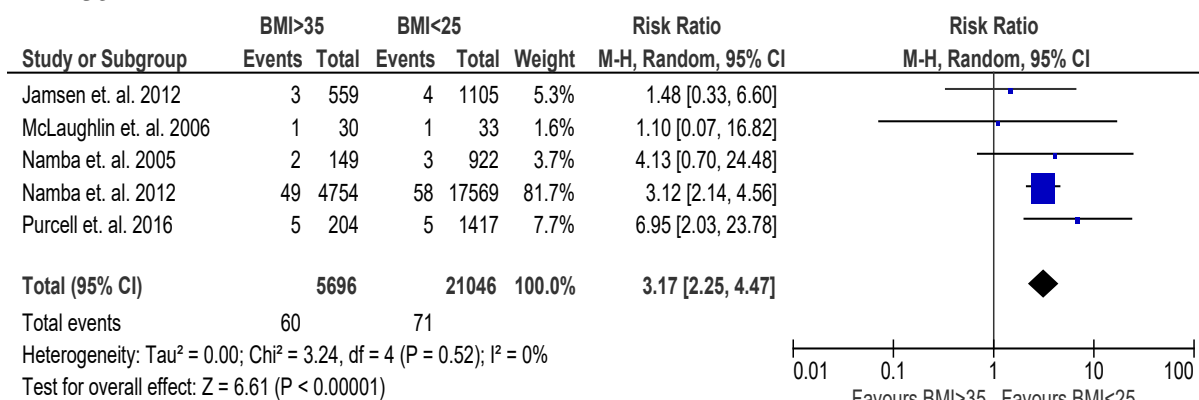 BMI>35 BMI<25 Risk Ratio Risk Ratio
Study or Subgroup Events Total Events Total Weight M-H, Random, 95% CI M-H, Random, 95% CI
Jamsen et. al. 2012 3 559 4 1105 5.3% 1.48 [0.33, 6.60]
McLaughlin et. al. 2006 1 30 1 33 1.6% 1.10 [0.07, 16.82]
Namba et. al. 2005 2 149 3 922 3.7% 4.13 [0.70, 24.48]
Namba et. al. 2012 49 4754 58 17569 81.7% 3.12 [2.14, 4.56]
Purcell et. al. 2016 5 204 5 1417 7.7% 6.95 [2.03, 23.78]
Total (95% CI) 5696 21046 100.0% 3.17 [2.25, 4.47]
Total events 60 71
Heterogeneity: Tau² = 0.00; Chi² = 3.24, df = 4 (P = 0.52); I² = 0%
Test for overall effect: Z = 6.61 (P < 0.00001)
0.01 0.1 1 10 100
Favours BMI>35 Favours BMI<25